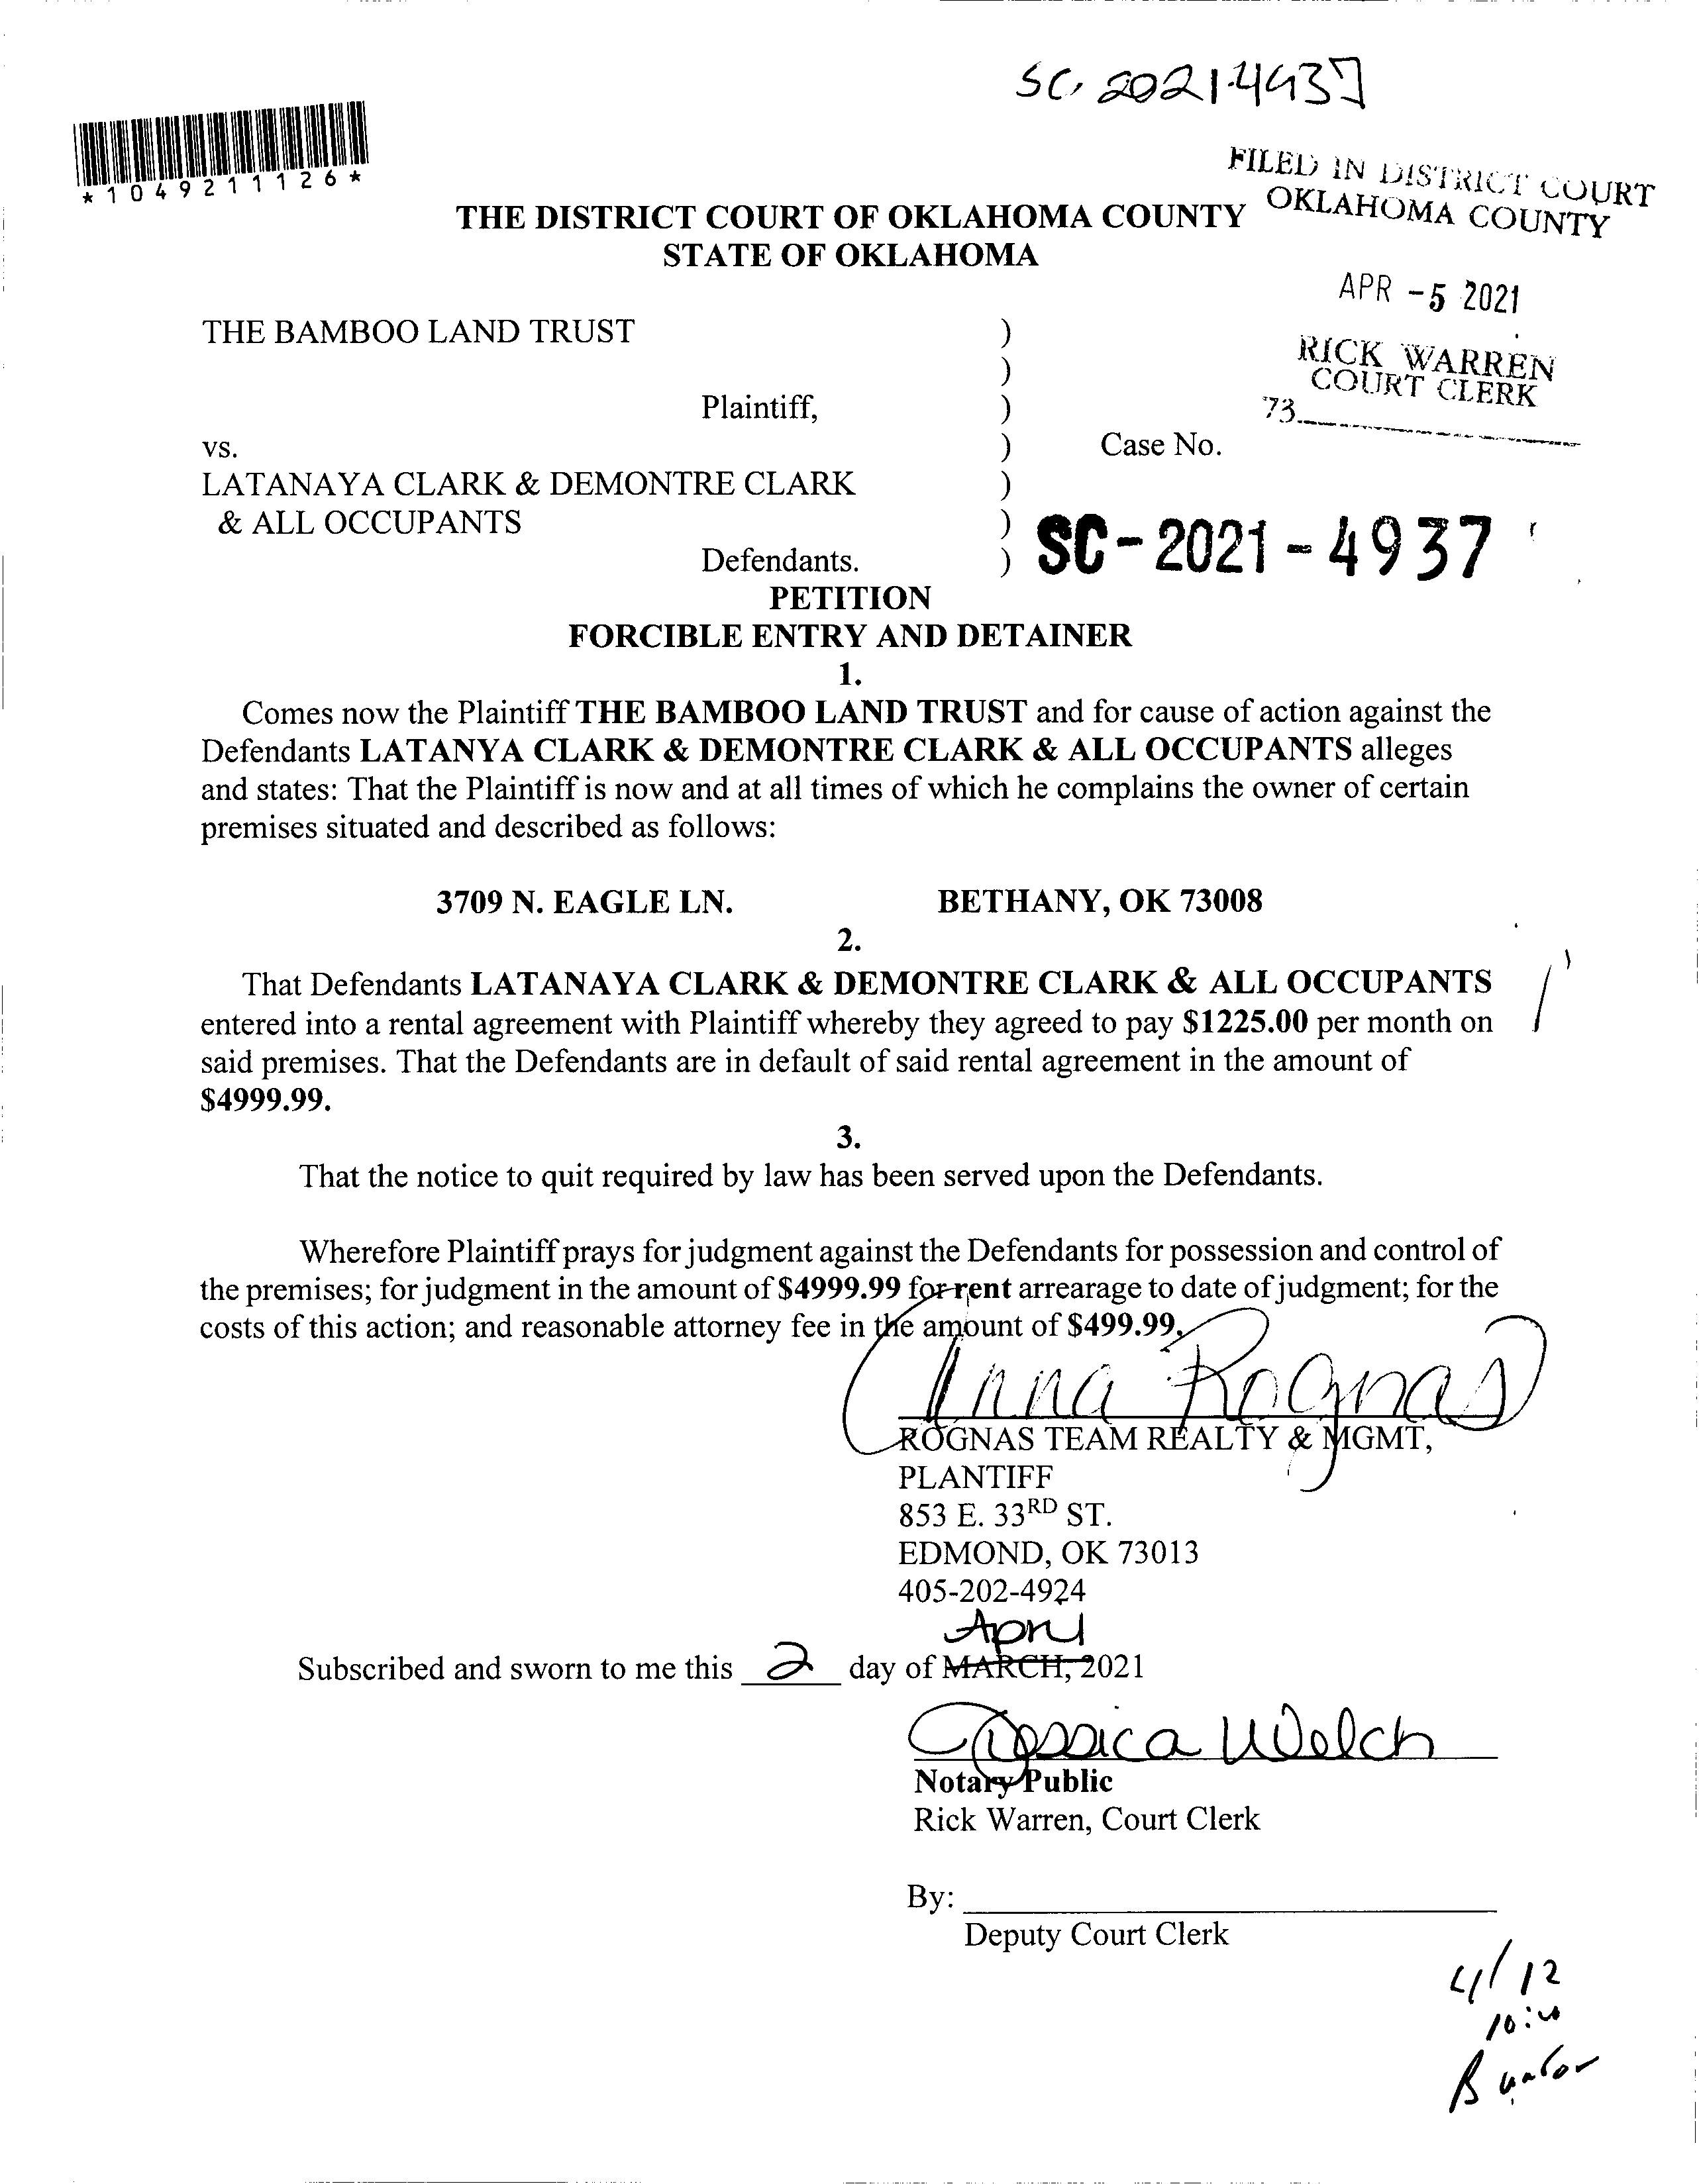 SC, 2021-4937
*1049211126*
FILED IN DISTRICT COURT
OKLAHOMA COUNTY
THE DISTRICT COURT OF OKLAHOMA COUNTY
STATE OF OKLAHOMA
APR -5 2021
RICK WARREN
COURT CLERK
73
THE BAMBOO LAND TRUST )
)
Plaintiff, )
vs. ) Case No.
LATANAYA CLARK & DEMONTRE CLARK )
& ALL OCCUPANTS )
SC-2021-4937
Defendants. )
PETITION
FORCIBLE ENTRY AND DETAINER
1.
Comes now the Plaintiff THE BAMBOO LAND TRUST and for cause of action against the
Defendants LATANYA CLARK & DEMONTRE CLARK & ALL OCCUPANTS alleges
and states: That the Plaintiff is now and at all times of which he complains the owner of certain
premises situated and described as follows:
3709 N. EAGLE LN. BETHANY, OK 73008
2.
That Defendants LATANAYA CLARK & DEMONTRE CLARK & ALL OCCUPANTS
entered into a rental agreement with Plaintiff whereby they agreed to pay $1225.00 per month on
said premises. That the Defendants are in default of said rental agreement in the amount of
$4999.99.
3.
That the notice to quit required by law has been served upon the Defendants.
Wherefore Plaintiff prays for judgment against the Defendants for possession and control of
the premises; for judgment in the amount of $4999.99 for rent arrearage to date of judgment; for the
costs of this action; and reasonable attorney fee in the amount of $499.99.
Anna Rognas
ROGNAS TEAM REALTY & MGMT,
PLANTIFF
853 E. 33RD ST.
EDMOND, OK 73013
405-202-4924
April
Subscribed and sworn to me this 2 day of MARCH, 2021
Jessica Welch
Notary Public
Rick Warren, Court Clerk
By:
Deputy Court Clerk
4/12